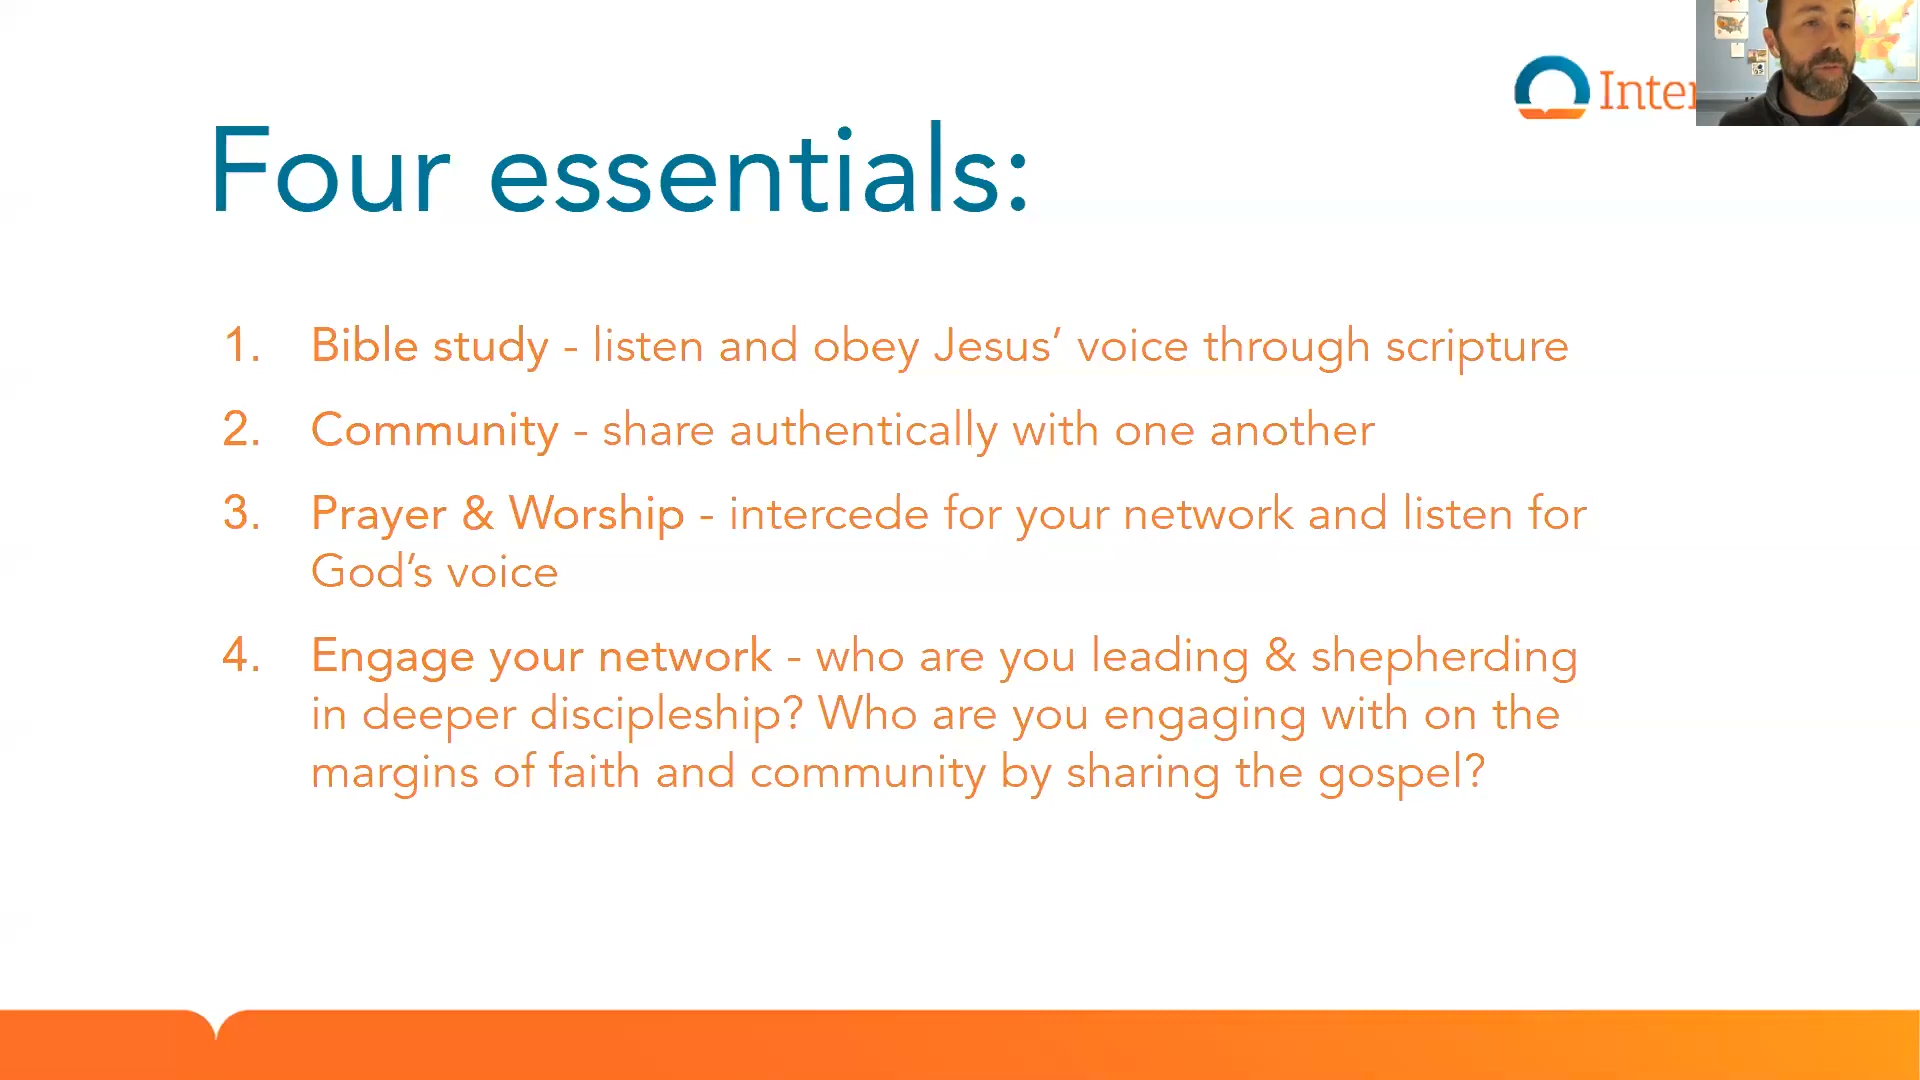 Inter
Four essentials:
1. Bible study - listen and obey Jesus’ voice through scripture
2. Community - share authentically with one another
3. Prayer & Worship - intercede for your network and listen for
God’s voice
4. Engage your network - who are you leading & shepherding
in deeper discipleship? Who are you engaging with on the
margins of faith and community by sharing the gospel?